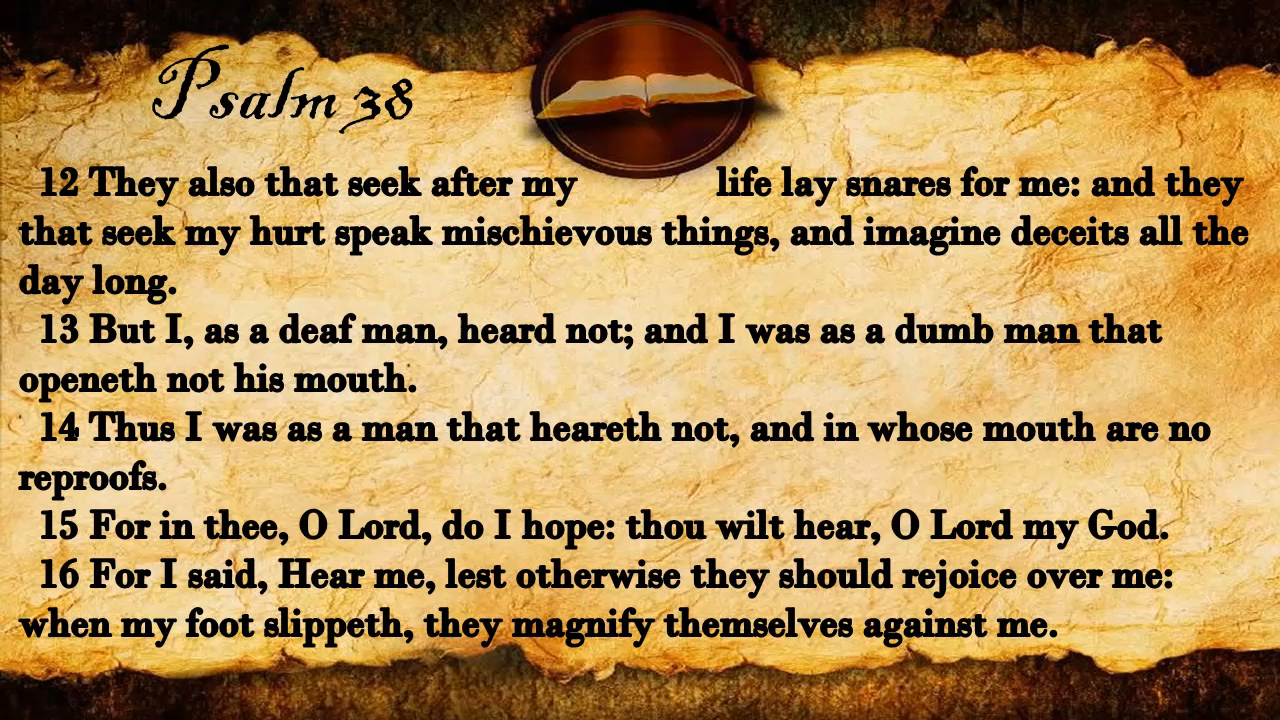 Psalm 38
12 They also that seek after my life lay snares for me: and they
that seek my hurt speak mischievous things, and imagine deceits all the
day long.
13 But I, as a deaf man, heard not; and I was as a dumb man that
openeth not his mouth.
14 Thus I was as a man that heareth not, and in whose mouth are no
reproofs.
15 For in thee, O Lord, do I hope: thou wilt hear, O Lord my God.
16 For I said, Hear me, lest otherwise they should rejoice over me:
when my foot slippeth, they magnify themselves against me.